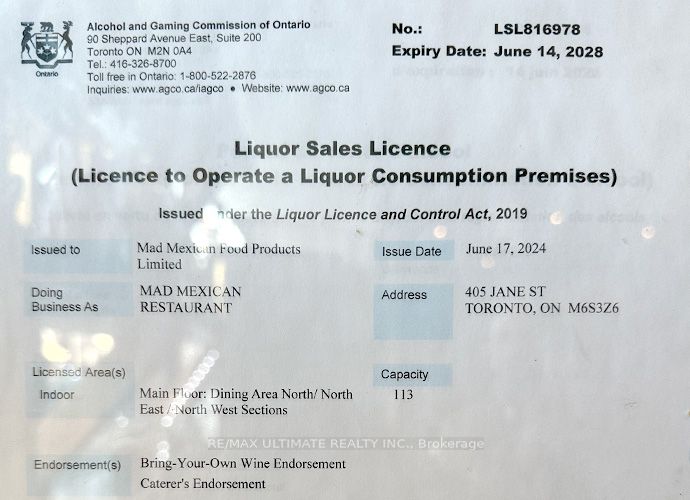 Alcohol and Gaming Commission of Ontario
90 Sheppard Avenue East, Suite 200
Toronto ON M2N 0A4
Tel.: 416-326-8700
Toll free in Ontario: 1-800-522-2876
Inquiries: www.agco.ca/iagco • Website: www.agco.ca
Ontario
No.: LSL816978
Expiry Date: June 14, 2028
Liquor Sales Licence
(Licence to Operate a Liquor Consumption Premises)
Issued nder the Liquor Licence and Control Act, 2019
Issued to Mad Mexican Food Products
Limited
Issue Date June 17, 2024
Doing
Business As
MAD MEXICAN
RESTAURANT
Address 405 JANE ST
TORONTO, ON M6S3Z6
Licensed Area(s) Capacity
Indoor Main Floor: Dining Area North/ North 113
East / North West Sections
RE/MAX ULTIMATE REALTY INC., Brokerage
Endorsement(s) Bring-Your-Own Wine Endorsement
Caterer's Endorsement